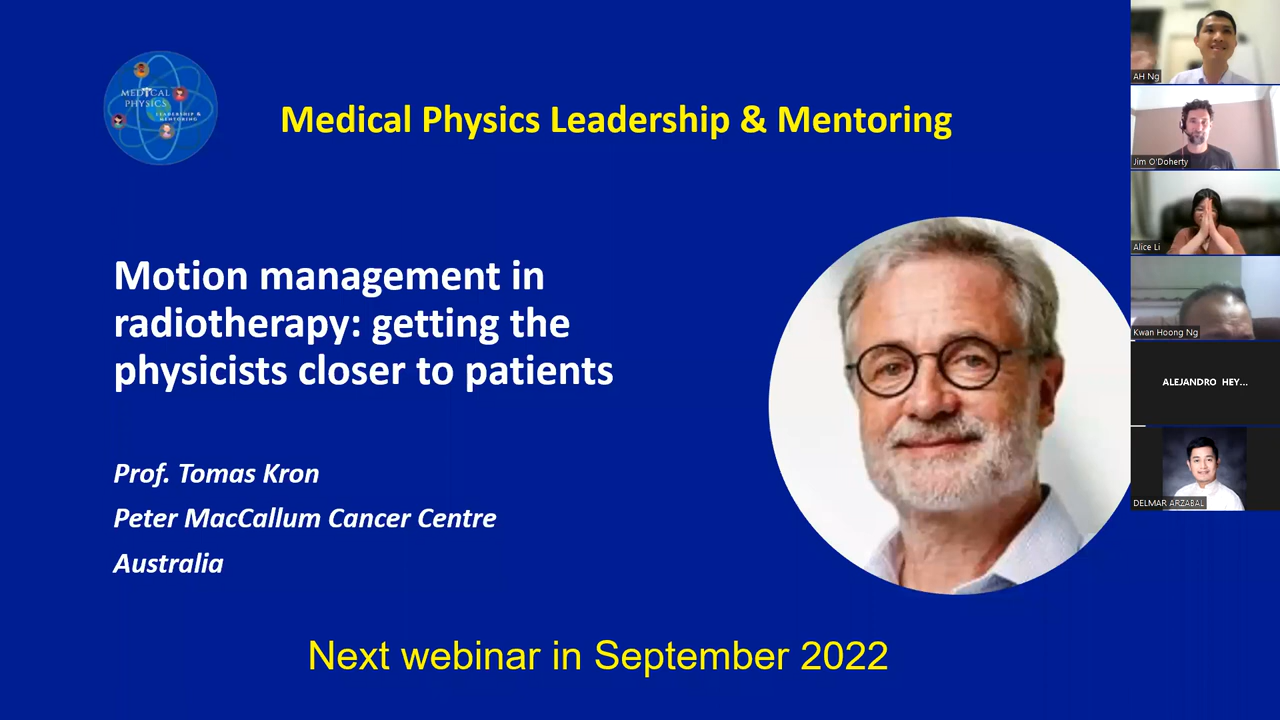 MEDICAL
PHYSICS
LEADERSHIP &
MENTORING
Medical Physics Leadership & Mentoring
Motion management in
radiotherapy: getting the
physicists closer to patients
Prof. Tomas Kron
Peter MacCallum Cancer Centre
Australia
Next webinar in September 2022
AH Ng
Jim O'Doherty
Alice Li
Kwan Hoong Ng
ALEJANDRO HEY...
DELMAR ARZABAL